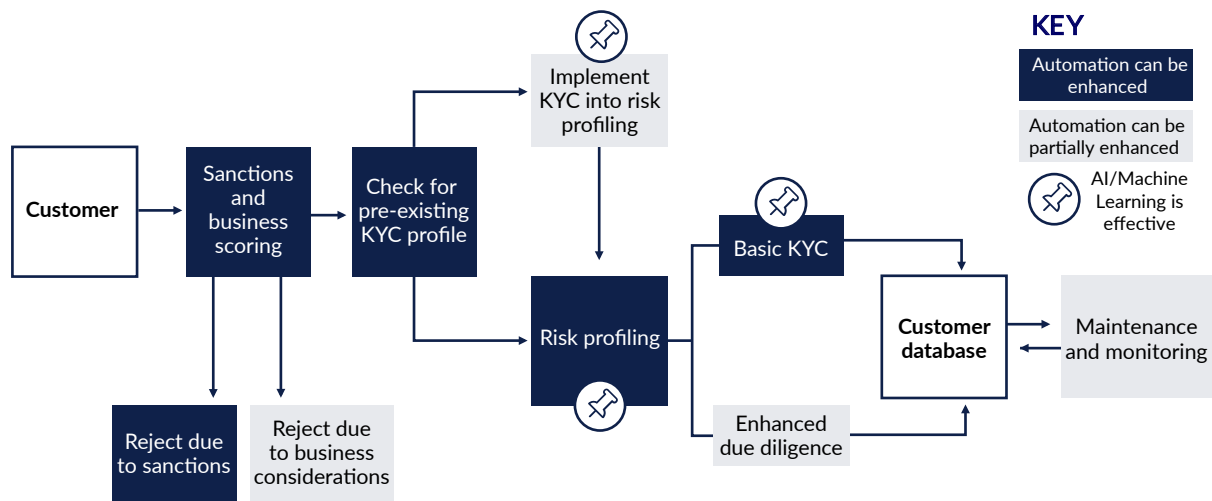 KEY
Automation can be
enhanced
Automation can be
partially enhanced
AI/Machine
Learning is
effective
Implement
KYC into risk
profiling
Customer
Sanctions
and
business
scoring
Check for
pre-existing
KYC profile
Basic KYC
Risk profiling
Customer
database
Maintenance
and monitoring
Enhanced
due diligence
Reject due
to sanctions
Reject due
to business
considerations